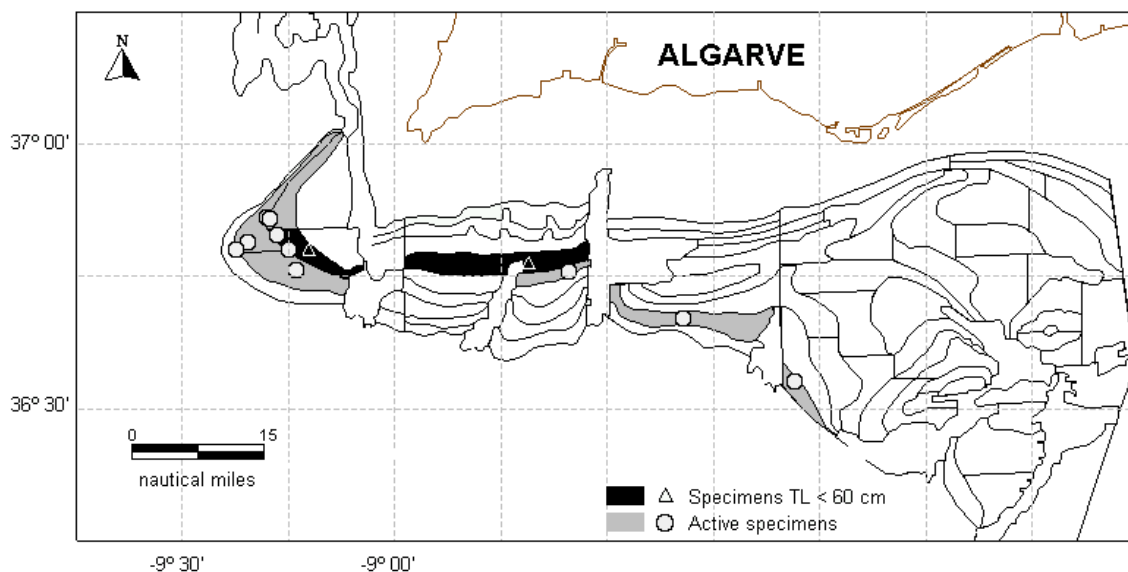 N
ALGARVE
37° 00'
36° 30'
0 15
nautical miles
Specimens TL < 60 cm
Active specimens
-9° 30' -9° 00'